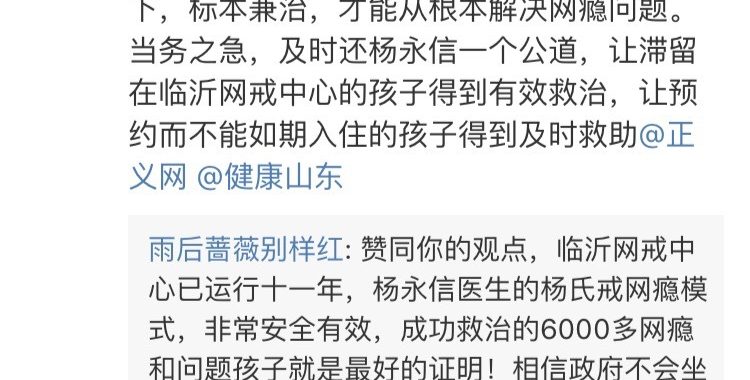 下，标本兼治，才能从根本解决网瘾问题。
当务之急，及时还杨永信一个公道，让滞留
在临沂网戒中心的孩子得到有效救治，让预
约而不能如期入住的孩子得到及时救助@正
义网 @健康山东
雨后蔷薇别样红: 赞同你的观点，临沂网戒中
心已运行十一年，杨永信医生的杨氏戒网瘾模
式，非常安全有效，成功救治的6000多网瘾
和问题孩子就是最好的证明！相信政府不会坐